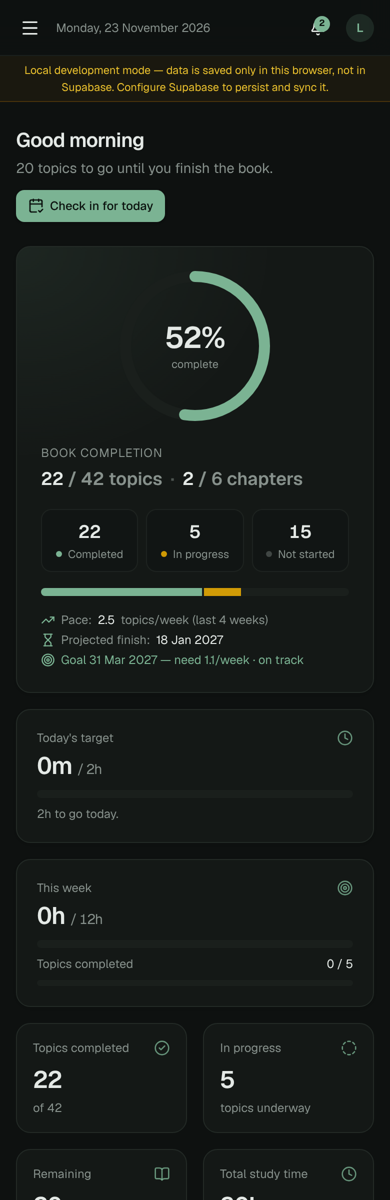 Monday, 23 November 2026
2
L
Local development mode — data is saved only in this browser, not in
Supabase. Configure Supabase to persist and sync it.
Good morning
20 topics to go until you finish the book.
Check in for today
52%
complete
BOOK COMPLETION
22 / 42 topics · 2 / 6 chapters
22
Completed
5
In progress
15
Not started
Pace: 2.5 topics/week (last 4 weeks)
Projected finish: 18 Jan 2027
Goal 31 Mar 2027 — need 1.1/week · on track
Today's target
0m / 2h
2h to go today.
This week
0h / 12h
Topics completed 0 / 5
Topics completed
22
of 42
In progress
5
topics underway
Remaining
Total study time